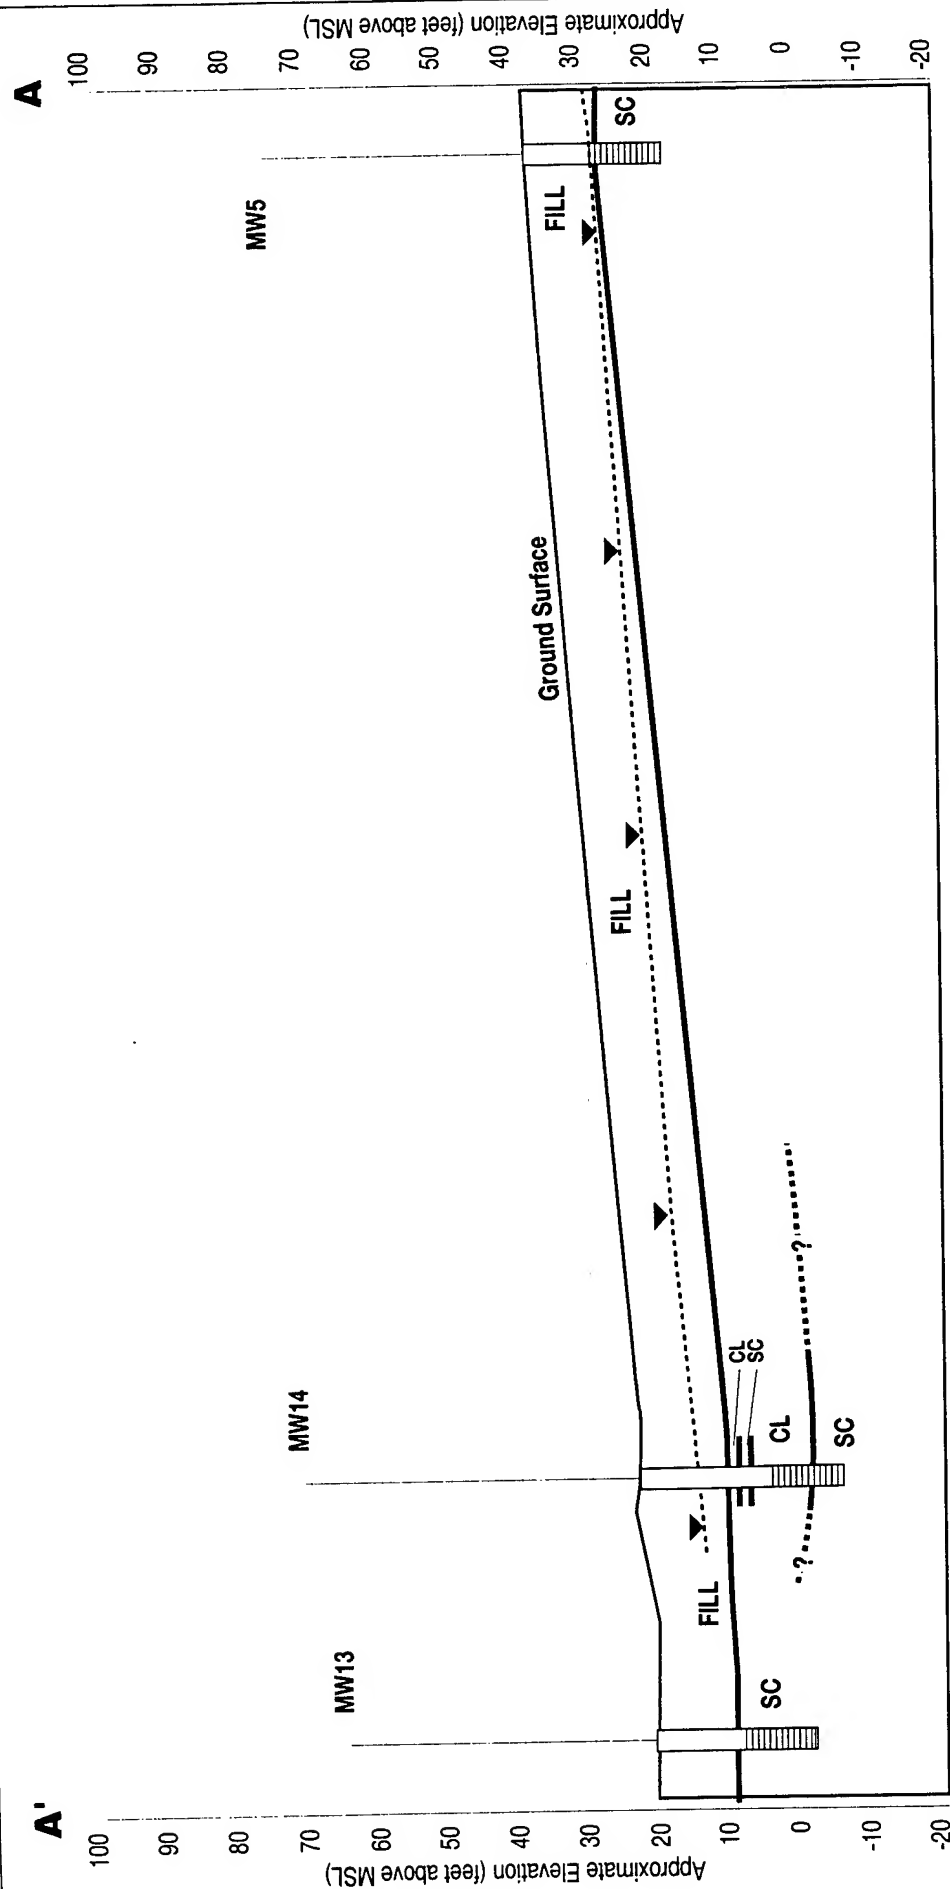 A'
A
100
90
80
70
60
50
40
30
20
10
0
-10
-20
Approximate Elevation (feet above MSL)
MW13
MW14
MW5
Ground Surface
FILL
FILL
FILL
SC
CL
SC
CL
SC
SC
?
?
100
90
80
70
60
50
40
30
20
10
0
-10
-20
Approximate Elevation (feet above MSL)